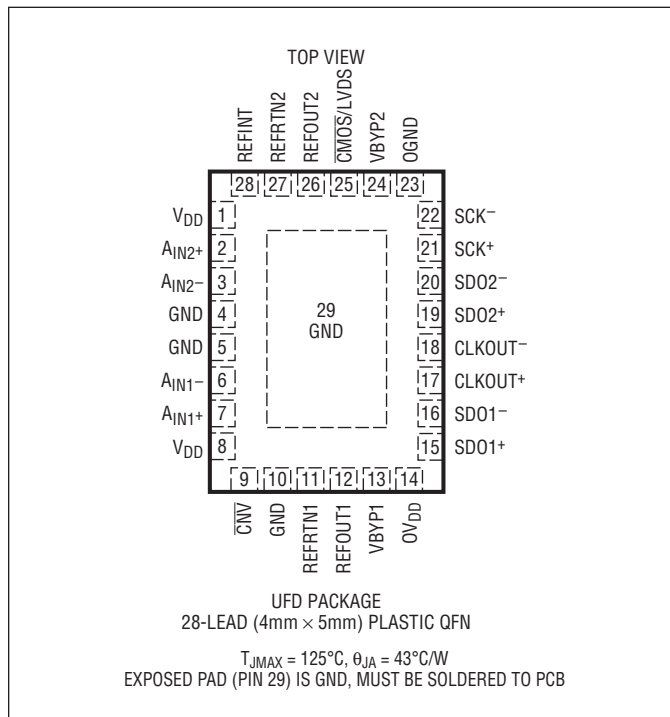 TOP VIEW
REFINT
REFRTN2
REFOUT2
C̅M̅O̅S̅/LVDS
VBYP2
OGND
28 27 26 25 24 23
VDD 1
AIN2+ 2
AIN2– 3
GND 4
GND 5
AIN1– 6
AIN1+ 7
VDD 8
29
GND
22 SCK–
21 SCK+
20 SDO2–
19 SDO2+
18 CLKOUT–
17 CLKOUT+
16 SDO1–
15 SDO1+
9 10 11 12 13 14
C̅N̅V̅
GND
REFRTN1
REFOUT1
VBYP1
OVDD
UFD PACKAGE
28-LEAD (4mm × 5mm) PLASTIC QFN
TJMAX = 125°C, θJA = 43°C/W
EXPOSED PAD (PIN 29) IS GND, MUST BE SOLDERED TO PCB